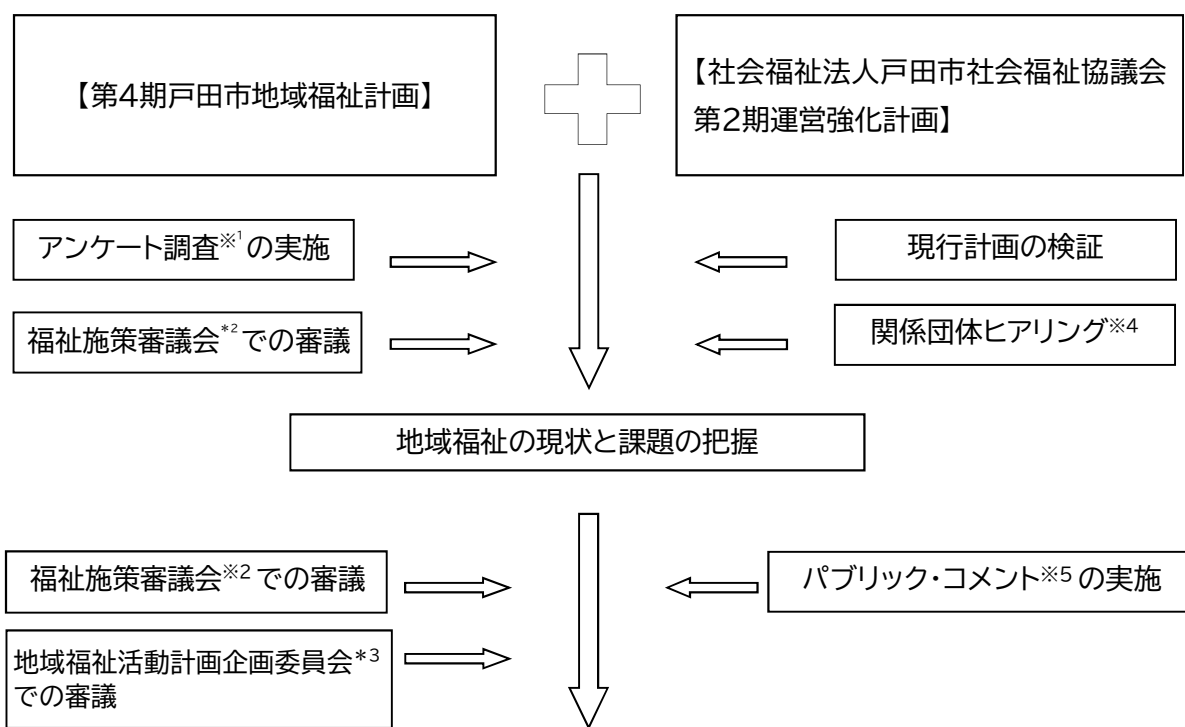 【第4期戸田市地域福祉計画】
【社会福祉法人戸田市社会福祉協議会
第2期運営強化計画】
アンケート調査※1の実施
現行計画の検証
福祉施策審議会*2での審議
関係団体ヒアリング※4
地域福祉の現状と課題の把握
福祉施策審議会※2での審議
パブリック・コメント※5の実施
地域福祉活動計画企画委員会*3
での審議